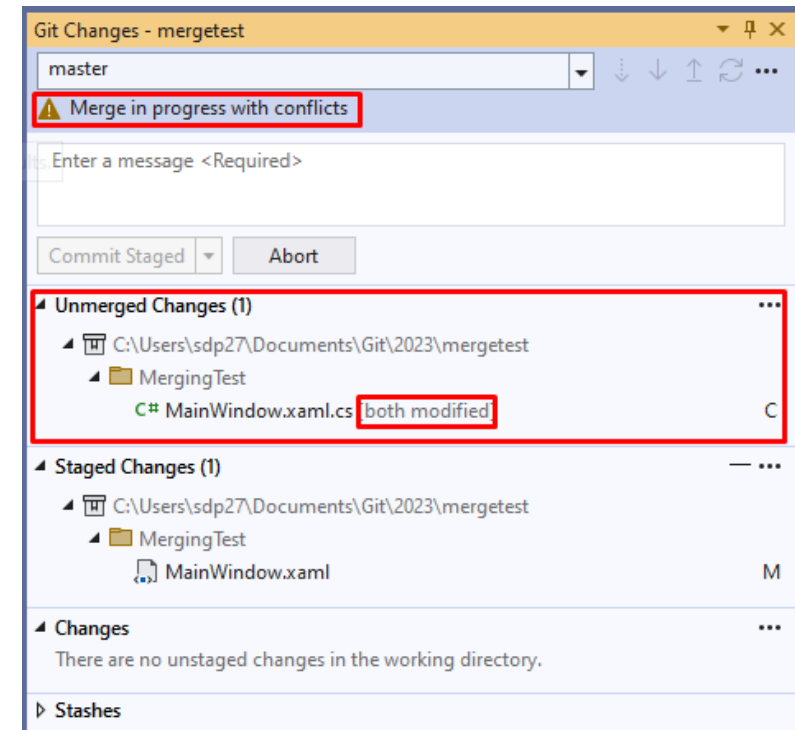 Git Changes - mergetest
master
Merge in progress with conflicts
Enter a message <Required>
Commit Staged
Abort
Unmerged Changes (1)
C:\Users\sdp27\Documents\Git\2023\mergetest
MergingTest
C# MainWindow.xaml.cs [both modified] C
Staged Changes (1)
C:\Users\sdp27\Documents\Git\2023\mergetest
MergingTest
MainWindow.xaml M
Changes
There are no unstaged changes in the working directory.
Stashes